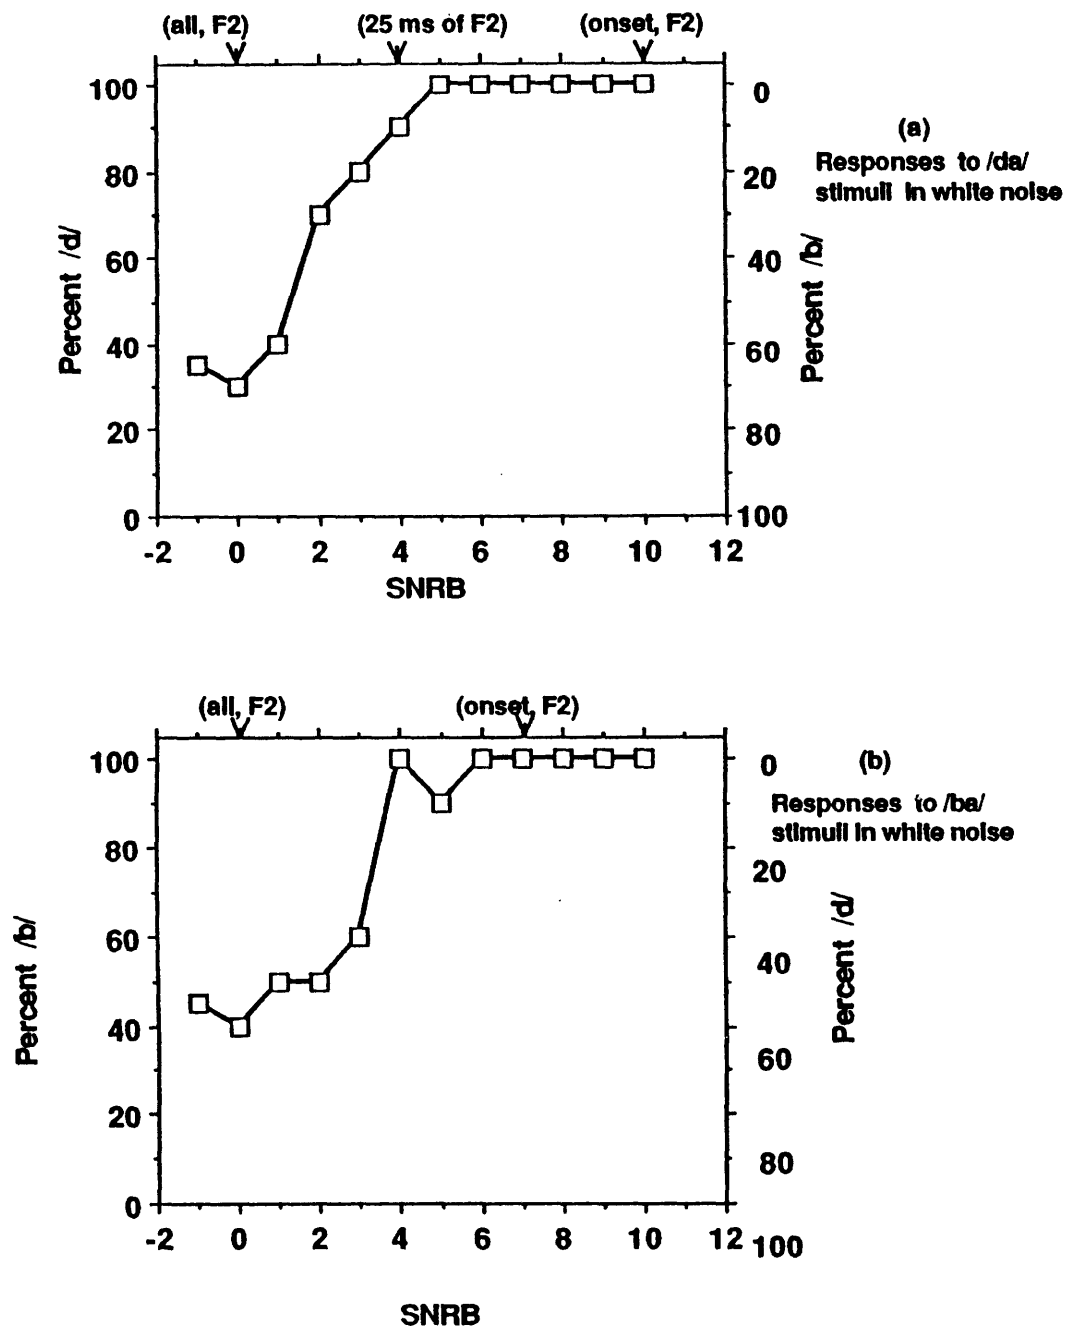 (all, F2) (25 ms of F2) (onset, F2)
100 0
(a)
Responses to /da/
80 20
stimuli in white noise
Percent /d/
60 40
Percent /b/
40 60
20 80
0 100
-2 0 2 4 6 8 10 12
SNRB
(all, F2) (onset, F2)
100 0 (b)
Responses to /ba/
stimuli in white noise
80 20
Percent /b/
60 40
Percent /d/
40 60
20 80
0
-2 0 2 4 6 8 10 12 100
SNRB